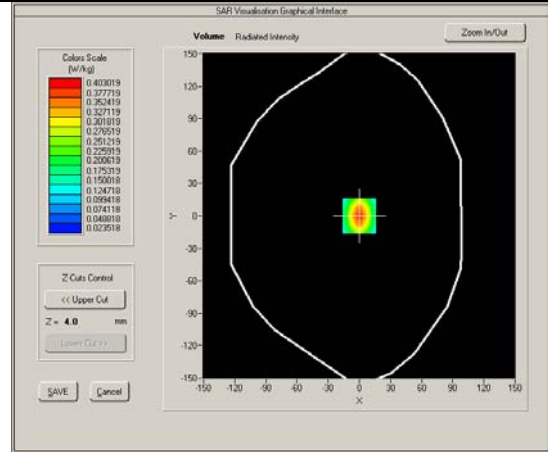 SAR Visualisation Graphical Interface
Volume Radiated Intensity
Zoom In/Out
Colors Scale
(W/kg)
0.403019
0.377719
0.352419
0.327119
0.301819
0.276519
0.251219
0.225919
0.200619
0.175319
0.150018
0.124718
0.099418
0.074118
0.048818
0.023518
Z-Cuts Control
<< Upper Cut
Z = 4.0 mm
Lower Cut >>
SAVE Cancel
150-
120-
90-
60-
30-
0-
-30-
-60-
-90-
-120-
-150-
Y
-150 -120 -90 -60 -30 0 30 60 90 120 150
X